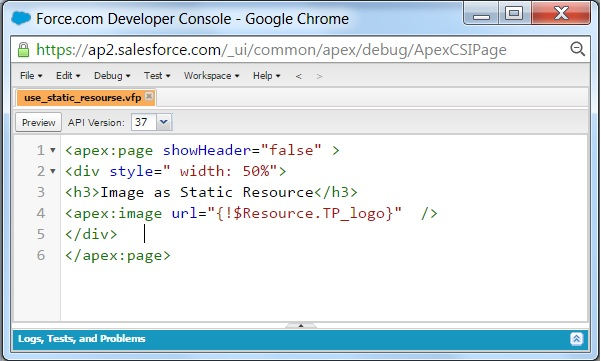 Force.com Developer Console - Google Chrome
https://ap2.salesforce.com/_ui/common/apex/debug/ApexCSIPage
File Edit Debug Test Workspace Help < >
use_static_resourse.vfp
Preview API Version: 37
1 <apex:page showHeader="false" >
2 <div style=" width: 50%">
3 <h3>Image as Static Resource</h3>
4 <apex:image url="{!$Resource.TP_logo}"  />
5 </div>
6 </apex:page>
Logs, Tests, and Problems